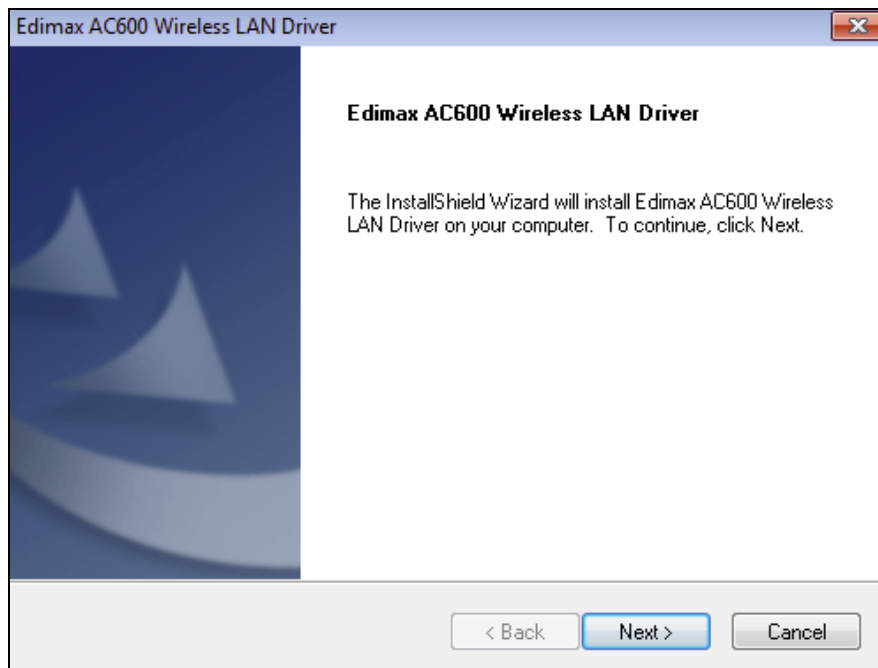 Edimax AC600 Wireless LAN Driver
Edimax AC600 Wireless LAN Driver
The InstallShield Wizard will install Edimax AC600 Wireless
LAN Driver on your computer. To continue, click Next.
< Back
Next >
Cancel